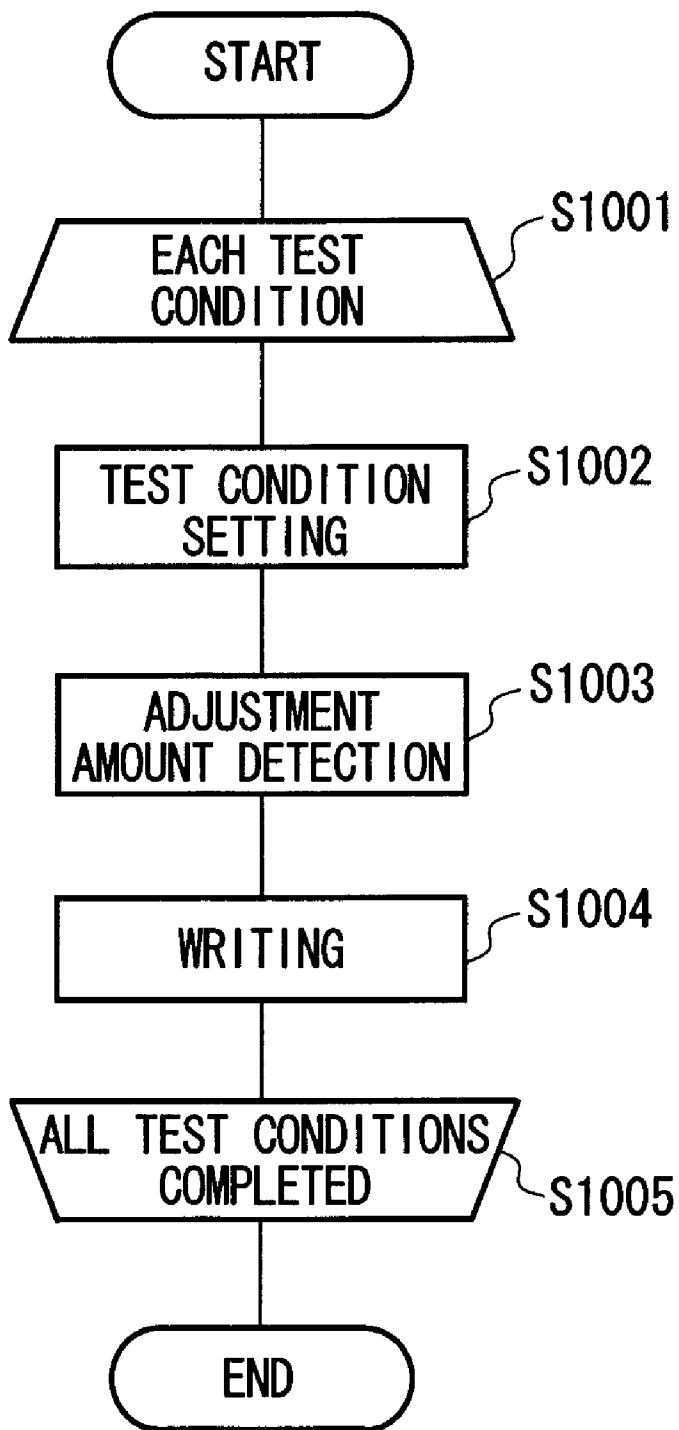 START
EACH TEST
CONDITION
S1001
TEST CONDITION
SETTING
S1002
ADJUSTMENT
AMOUNT DETECTION
S1003
WRITING
S1004
ALL TEST CONDITIONS
COMPLETED
S1005
END